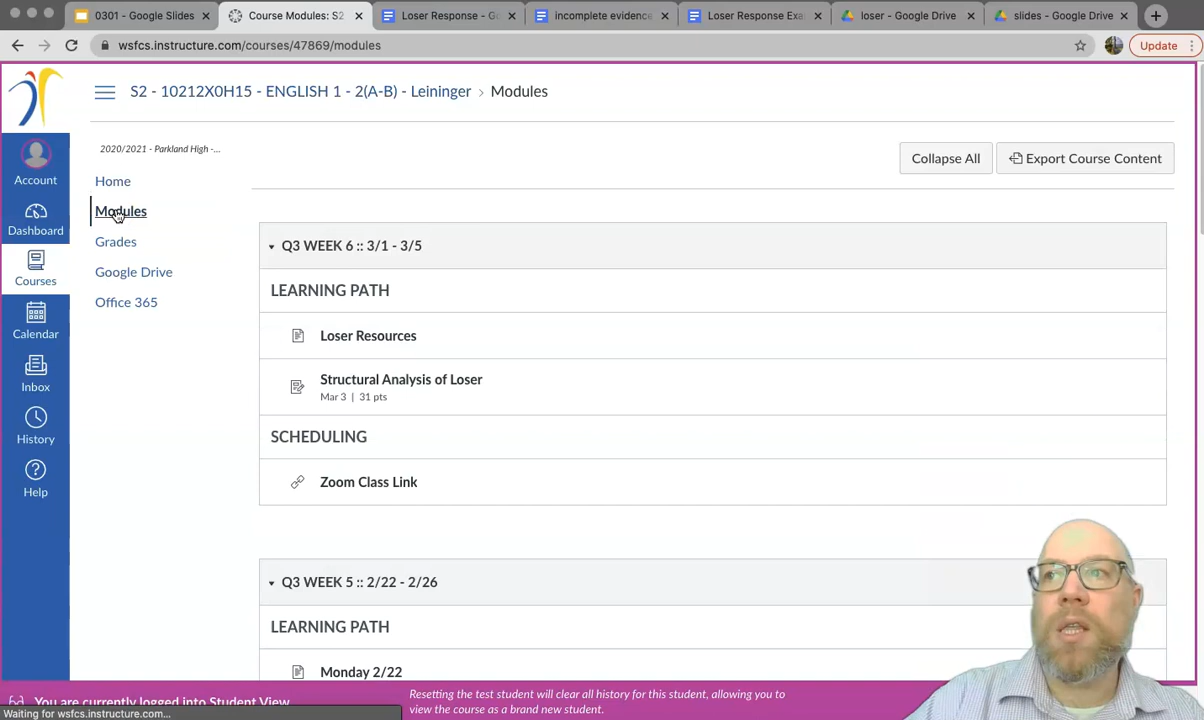 0301 - Google Slides
Course Modules: S2
Loser Response - Go
incomplete evidence
Loser Response Exa
loser - Google Drive
slides - Google Drive
wsfcs.instructure.com/courses/47869/modules
Update
S2 - 10212X0H15 - ENGLISH 1 - 2(A-B) - Leininger > Modules
2020/2021 - Parkland High -...
Collapse All
Export Course Content
Account
Dashboard
Courses
Calendar
Inbox
History
Help
Home
Modules
Grades
Google Drive
Office 365
Q3 WEEK 6 :: 3/1 - 3/5
LEARNING PATH
Loser Resources
Structural Analysis of Loser
Mar 3 | 31 pts
SCHEDULING
Zoom Class Link
Q3 WEEK 5 :: 2/22 - 2/26
LEARNING PATH
Monday 2/22
You are currently logged into Student View
Resetting the test student will clear all history for this student, allowing you to
view the course as a brand new student.
Waiting for wsfcs.instructure.com...